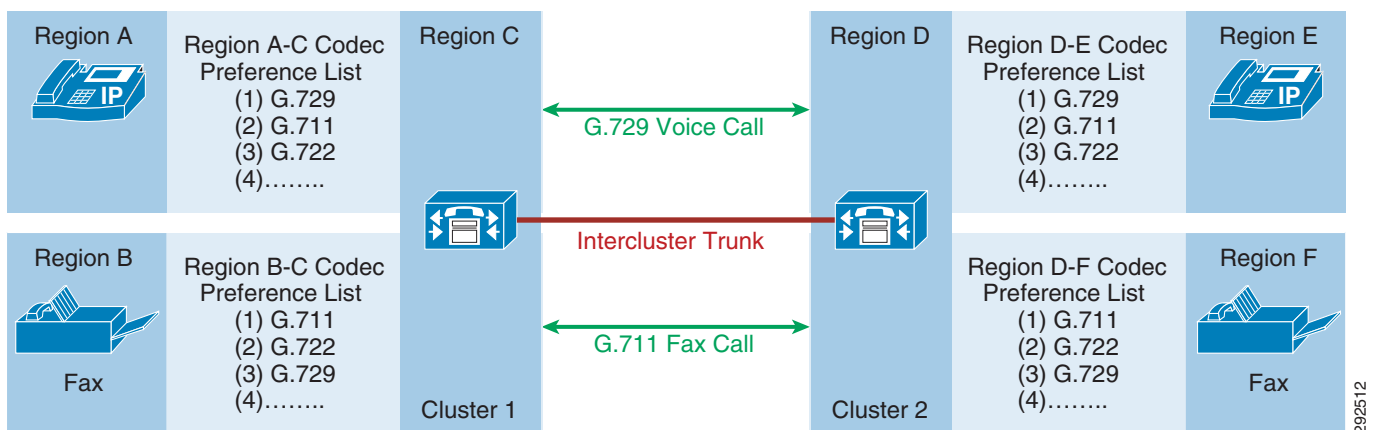 Region A
IP
Region A-C Codec
Preference List
(1) G.729
(2) G.711
(3) G.722
(4)……..
Region C
G.729 Voice Call
Region D
Region D-E Codec
Preference List
(1) G.729
(2) G.711
(3) G.722
(4)……..
Region E
IP
Intercluster Trunk
Region B
Fax
Region B-C Codec
Preference List
(1) G.711
(2) G.722
(3) G.729
(4)……..
Cluster 1
G.711 Fax Call
Cluster 2
Region D-F Codec
Preference List
(1) G.711
(2) G.722
(3) G.729
(4)……..
Region F
Fax
292512